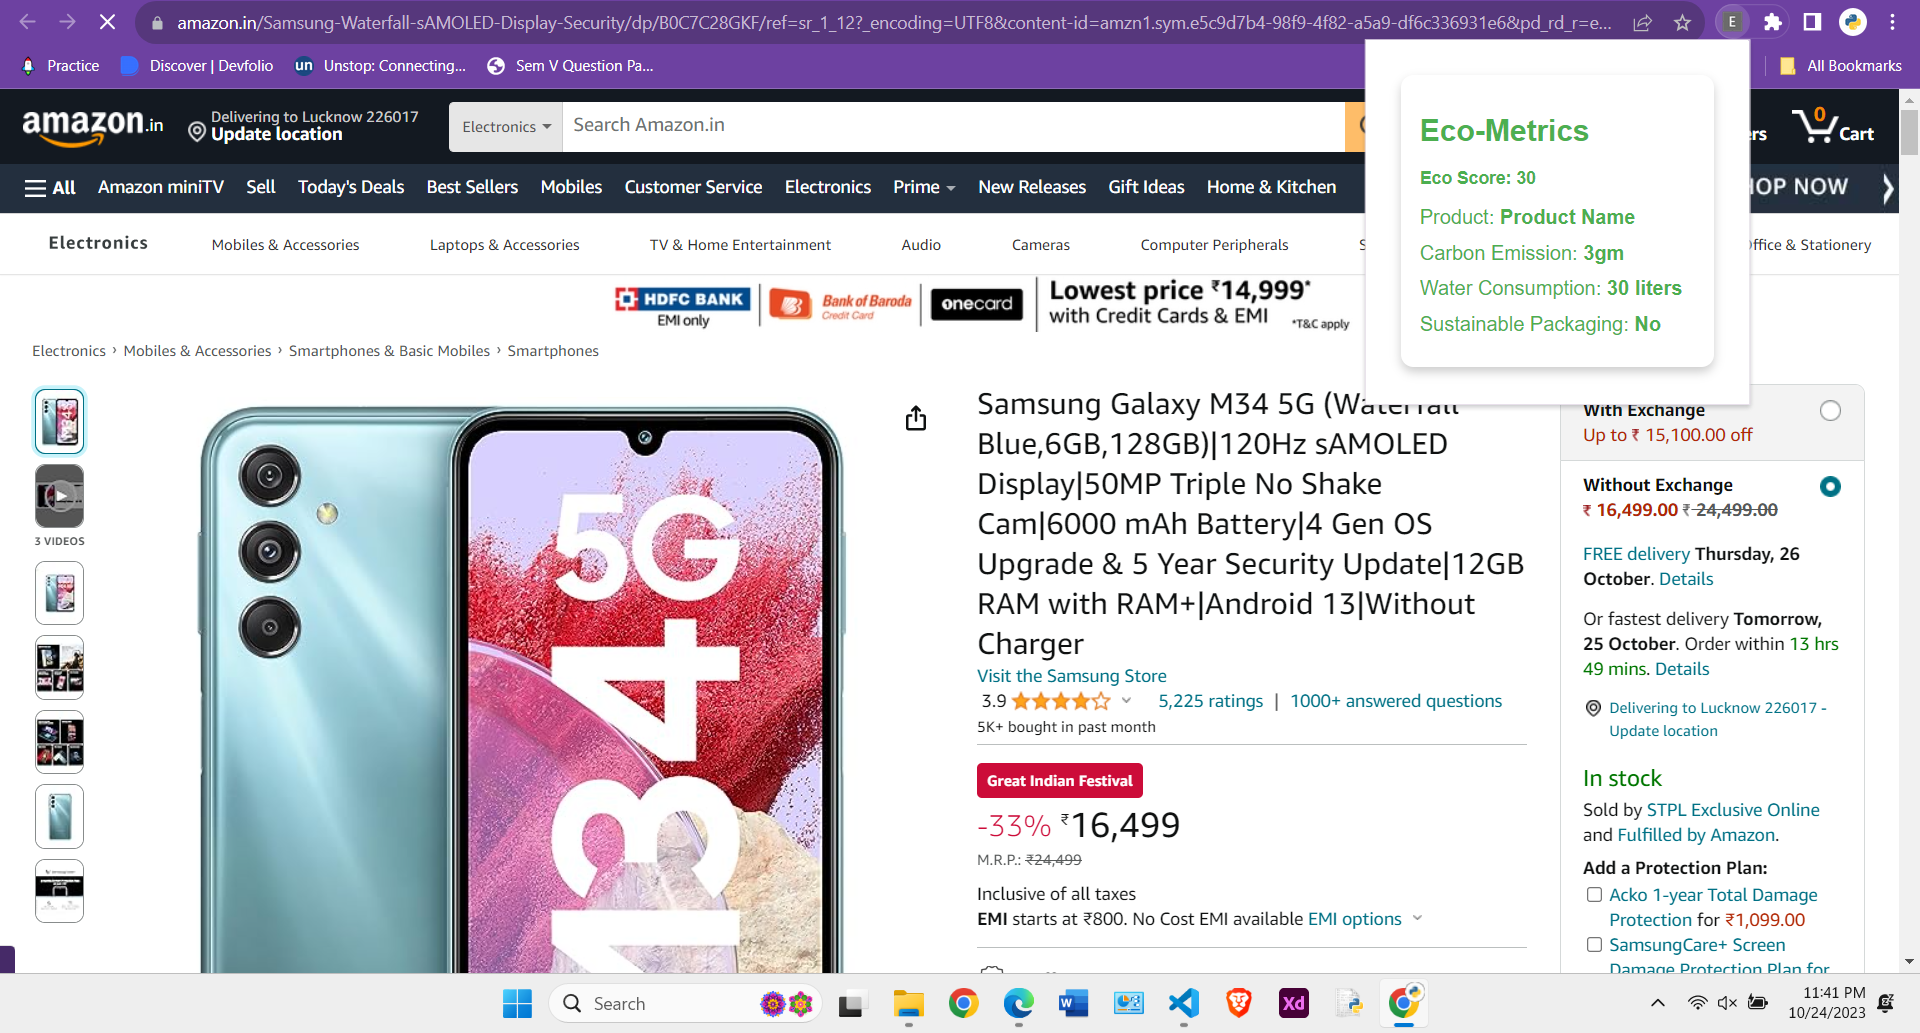 amazon.in/Samsung-Waterfall-sAMOLED-Display-Security/dp/B0C7C28GKF/ref=sr_1_12?_encoding=UTF8&content-id=amzn1.sym.e5c9d7b4-98f9-4f82-a5a9-df6c336931e6&pd_rd_r=e...
E
Practice
Discover | Devfolio
un
Unstop: Connecting...
Sem V Question Pa...
All Bookmarks
amazon.in
Delivering to Lucknow 226017
Update location
Electronics
Search Amazon.in
0
Cart
All
Amazon miniTV
Sell
Today's Deals
Best Sellers
Mobiles
Customer Service
Electronics
Prime
New Releases
Gift Ideas
Home & Kitchen
HOP NOW
Electronics
Mobiles & Accessories
Laptops & Accessories
TV & Home Entertainment
Audio
Cameras
Computer Peripherals
S
ffice & Stationery
Eco-Metrics
Eco Score: 30
Product: Product Name
Carbon Emission: 3gm
Water Consumption: 30 liters
Sustainable Packaging: No
HDFC BANK
EMI only
Bank of Baroda
Credit Card
onecard
Lowest price ₹14,999*
with Credit Cards & EMI
*T&C apply
Electronics › Mobiles & Accessories › Smartphones & Basic Mobiles › Smartphones
3 VIDEOS
5G
M34
Samsung Galaxy M34 5G (Waterfall
Blue,6GB,128GB)|120Hz sAMOLED
Display|50MP Triple No Shake
Cam|6000 mAh Battery|4 Gen OS
Upgrade & 5 Year Security Update|12GB
RAM with RAM+|Android 13|Without
Charger
Visit the Samsung Store
3.9
5,225 ratings | 1000+ answered questions
5K+ bought in past month
Great Indian Festival
-33% ₹16,499
M.R.P.: ₹24,499
Inclusive of all taxes
EMI starts at ₹800. No Cost EMI available EMI options
With Exchange
Up to ₹ 15,100.00 off
Without Exchange
₹ 16,499.00 ₹ 24,499.00
FREE delivery Thursday, 26
October. Details
Or fastest delivery Tomorrow,
25 October. Order within 13 hrs
49 mins. Details
Delivering to Lucknow 226017 -
Update location
In stock
Sold by STPL Exclusive Online
and Fulfilled by Amazon.
Add a Protection Plan:
Acko 1-year Total Damage
Protection for ₹1,099.00
SamsungCare+ Screen
Damage Protection Plan for
Search
Xd
11:41 PM
10/24/2023